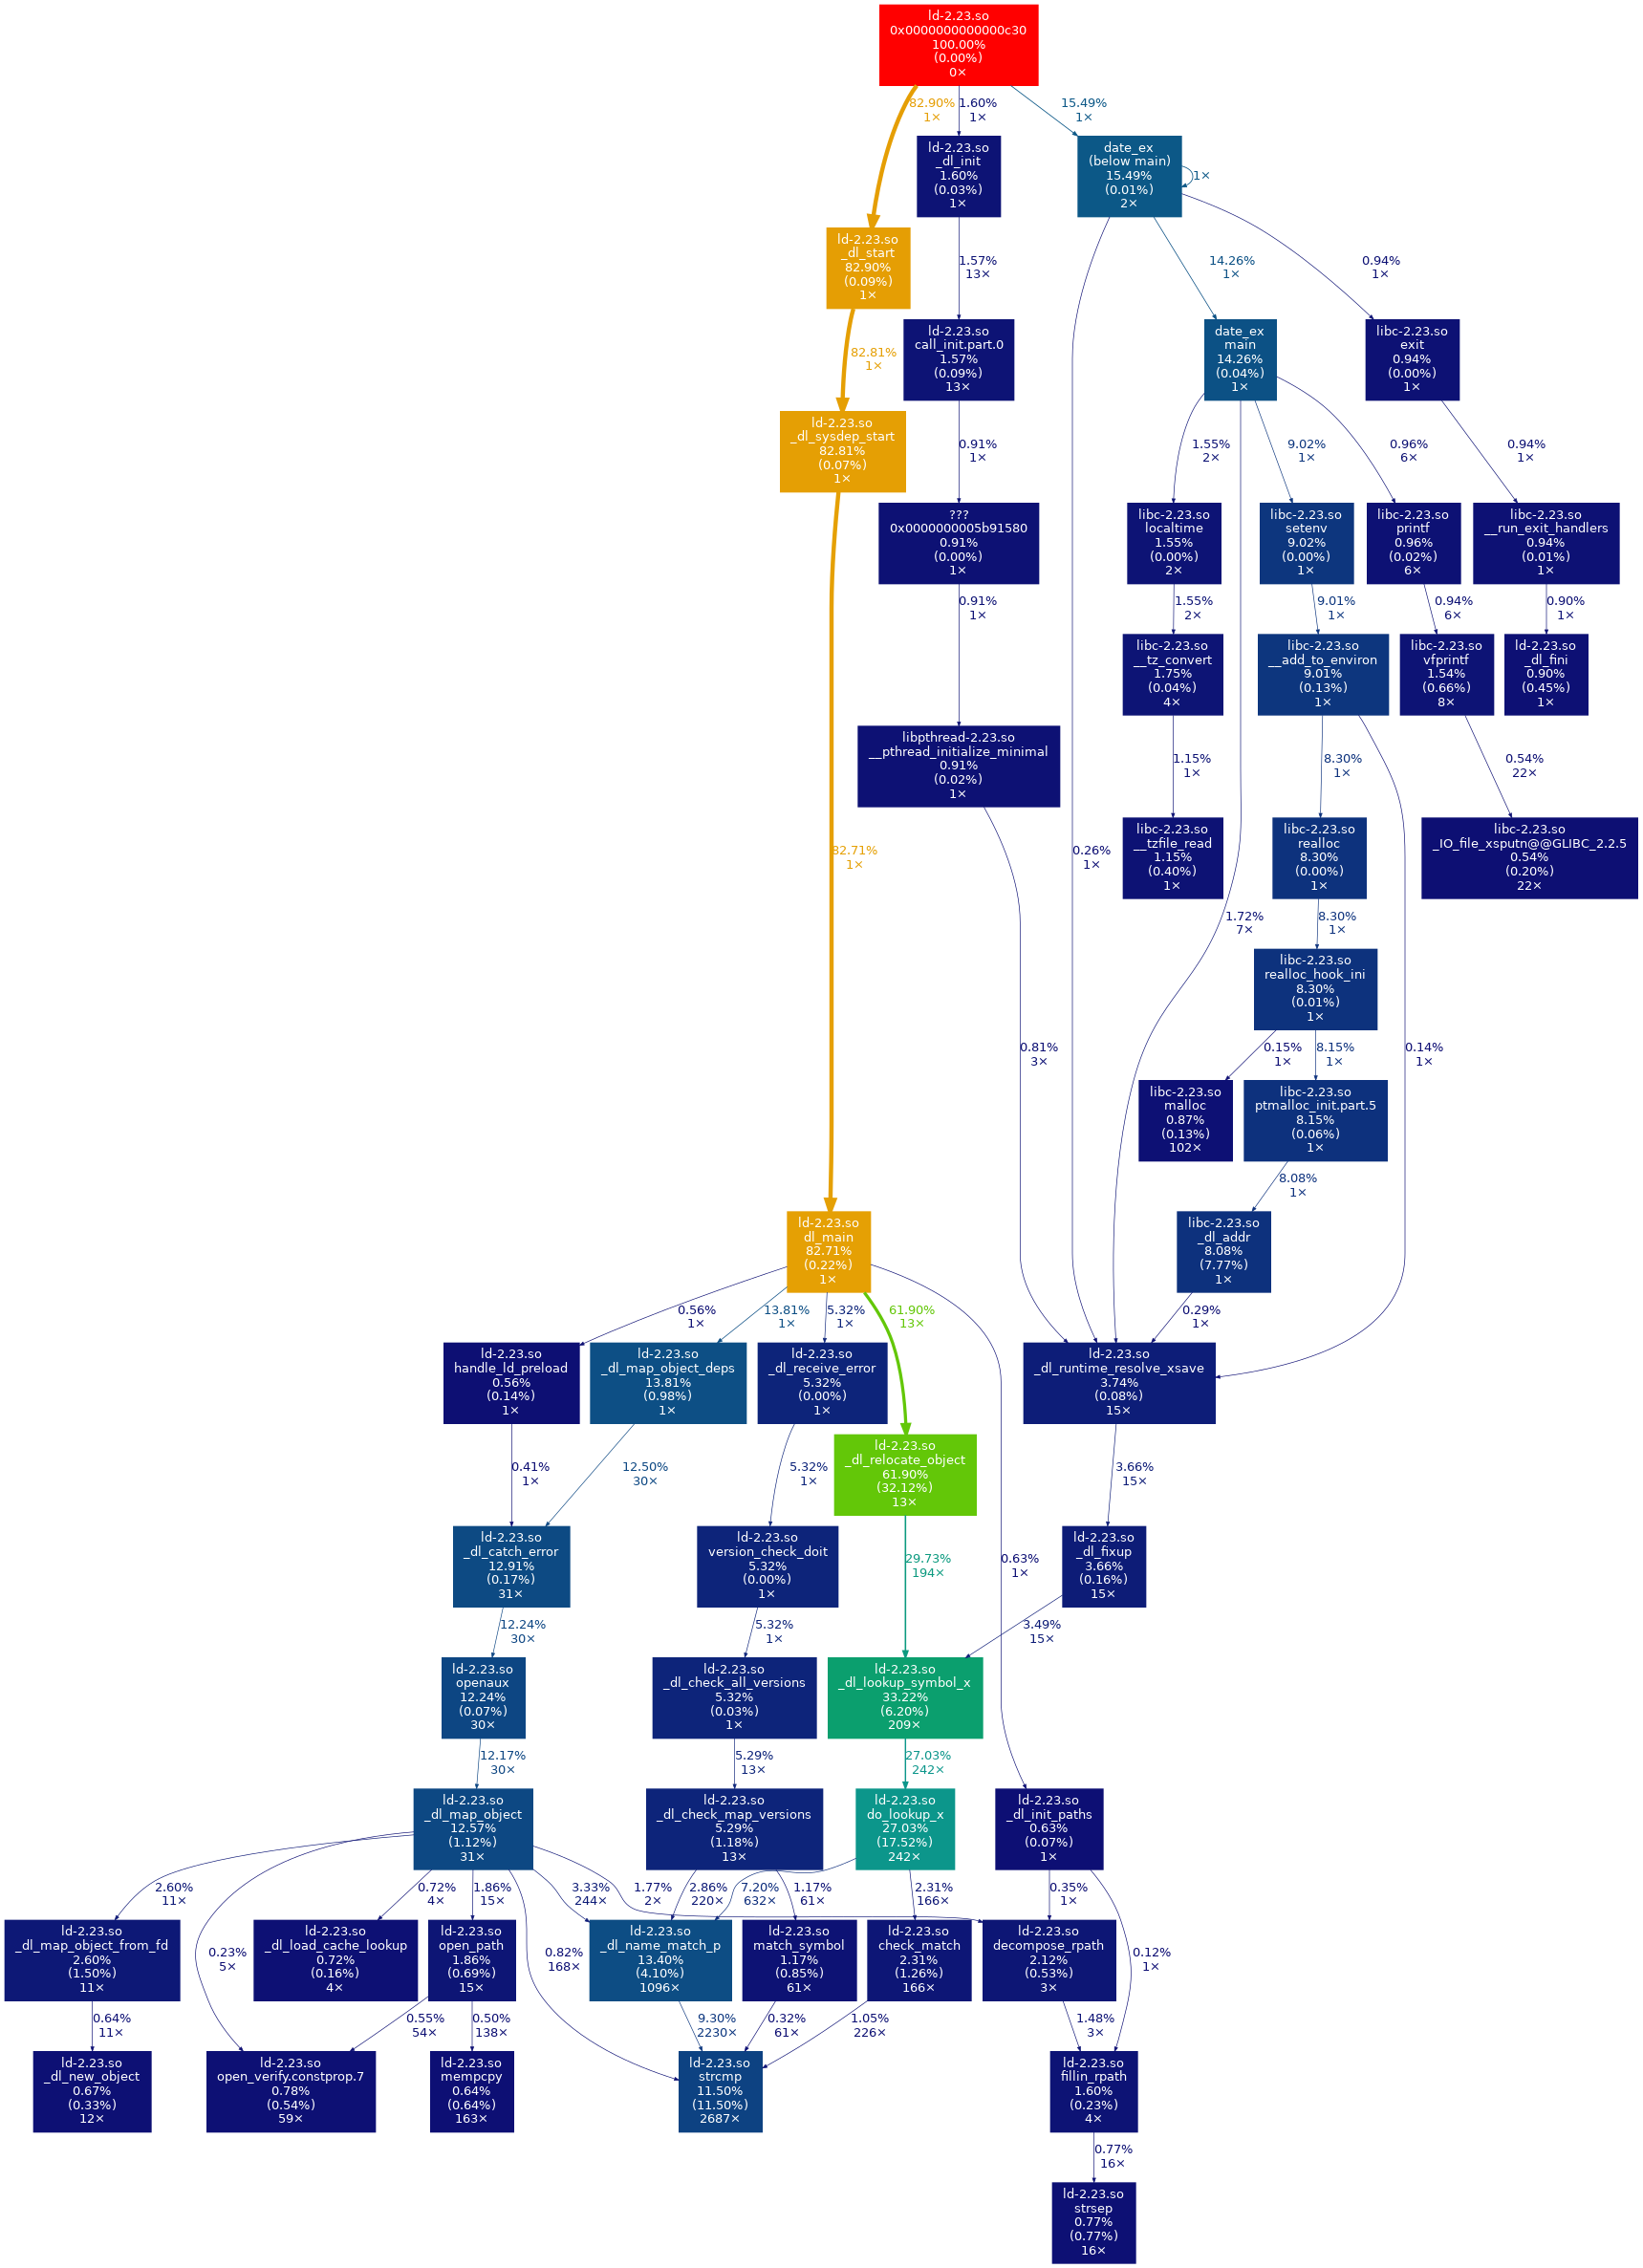 ld-2.23.so
0x0000000000000c30
100.00%
(0.00%)
0×
82.90%
1×
1.60%
1×
15.49%
1×
ld-2.23.so
_dl_init
1.60%
(0.03%)
1×
date_ex
(below main)
15.49%
(0.01%)
2×
1×
ld-2.23.so
_dl_start
82.90%
(0.09%)
1×
1.57%
13×
14.26%
1×
0.94%
1×
82.81%
1×
ld-2.23.so
call_init.part.0
1.57%
(0.09%)
13×
date_ex
main
14.26%
(0.04%)
1×
libc-2.23.so
exit
0.94%
(0.00%)
1×
ld-2.23.so
_dl_sysdep_start
82.81%
(0.07%)
1×
0.91%
1×
1.55%
2×
9.02%
1×
0.96%
6×
0.94%
1×
???
0x0000000005b91580
0.91%
(0.00%)
1×
libc-2.23.so
localtime
1.55%
(0.00%)
2×
libc-2.23.so
setenv
9.02%
(0.00%)
1×
libc-2.23.so
printf
0.96%
(0.02%)
6×
libc-2.23.so
__run_exit_handlers
0.94%
(0.01%)
1×
0.91%
1×
1.55%
2×
9.01%
1×
0.94%
6×
0.90%
1×
libc-2.23.so
__tz_convert
1.75%
(0.04%)
4×
libc-2.23.so
__add_to_environ
9.01%
(0.13%)
1×
libc-2.23.so
vfprintf
1.54%
(0.66%)
8×
ld-2.23.so
_dl_fini
0.90%
(0.45%)
1×
libpthread-2.23.so
__pthread_initialize_minimal
0.91%
(0.02%)
1×
1.15%
1×
8.30%
1×
0.54%
22×
82.71%
1×
0.26%
1×
libc-2.23.so
__tzfile_read
1.15%
(0.40%)
1×
libc-2.23.so
realloc
8.30%
(0.00%)
1×
libc-2.23.so
_IO_file_xsputn@@GLIBC_2.2.5
0.54%
(0.20%)
22×
1.72%
7×
8.30%
1×
libc-2.23.so
realloc_hook_ini
8.30%
(0.01%)
1×
0.81%
3×
0.15%
1×
8.15%
1×
0.14%
1×
libc-2.23.so
malloc
0.87%
(0.13%)
102×
libc-2.23.so
ptmalloc_init.part.5
8.15%
(0.06%)
1×
8.08%
1×
ld-2.23.so
dl_main
82.71%
(0.22%)
1×
libc-2.23.so
_dl_addr
8.08%
(7.77%)
1×
0.56%
1×
13.81%
1×
5.32%
1×
61.90%
13×
0.29%
1×
ld-2.23.so
handle_ld_preload
0.56%
(0.14%)
1×
ld-2.23.so
_dl_map_object_deps
13.81%
(0.98%)
1×
ld-2.23.so
_dl_receive_error
5.32%
(0.00%)
1×
ld-2.23.so
_dl_runtime_resolve_xsave
3.74%
(0.08%)
15×
0.41%
1×
12.50%
30×
5.32%
1×
ld-2.23.so
_dl_relocate_object
61.90%
(32.12%)
13×
3.66%
15×
ld-2.23.so
_dl_catch_error
12.91%
(0.17%)
31×
ld-2.23.so
version_check_doit
5.32%
(0.00%)
1×
29.73%
194×
0.63%
1×
ld-2.23.so
_dl_fixup
3.66%
(0.16%)
15×
12.24%
30×
5.32%
1×
3.49%
15×
ld-2.23.so
openaux
12.24%
(0.07%)
30×
ld-2.23.so
_dl_check_all_versions
5.32%
(0.03%)
1×
ld-2.23.so
_dl_lookup_symbol_x
33.22%
(6.20%)
209×
12.17%
30×
5.29%
13×
27.03%
242×
ld-2.23.so
_dl_map_object
12.57%
(1.12%)
31×
ld-2.23.so
_dl_check_map_versions
5.29%
(1.18%)
13×
ld-2.23.so
do_lookup_x
27.03%
(17.52%)
242×
ld-2.23.so
_dl_init_paths
0.63%
(0.07%)
1×
2.60%
11×
0.72%
4×
1.86%
15×
3.33%
244×
1.77%
2×
2.86%
220×
7.20%
632×
1.17%
61×
2.31%
166×
0.35%
1×
ld-2.23.so
_dl_map_object_from_fd
2.60%
(1.50%)
11×
0.23%
5×
ld-2.23.so
_dl_load_cache_lookup
0.72%
(0.16%)
4×
ld-2.23.so
open_path
1.86%
(0.69%)
15×
0.82%
168×
ld-2.23.so
_dl_name_match_p
13.40%
(4.10%)
1096×
ld-2.23.so
match_symbol
1.17%
(0.85%)
61×
ld-2.23.so
check_match
2.31%
(1.26%)
166×
ld-2.23.so
decompose_rpath
2.12%
(0.53%)
3×
0.12%
1×
0.64%
11×
0.55%
54×
0.50%
138×
9.30%
2230×
0.32%
61×
1.05%
226×
1.48%
3×
ld-2.23.so
_dl_new_object
0.67%
(0.33%)
12×
ld-2.23.so
open_verify.constprop.7
0.78%
(0.54%)
59×
ld-2.23.so
mempcpy
0.64%
(0.64%)
163×
ld-2.23.so
strcmp
11.50%
(11.50%)
2687×
ld-2.23.so
fillin_rpath
1.60%
(0.23%)
4×
0.77%
16×
ld-2.23.so
strsep
0.77%
(0.77%)
16×